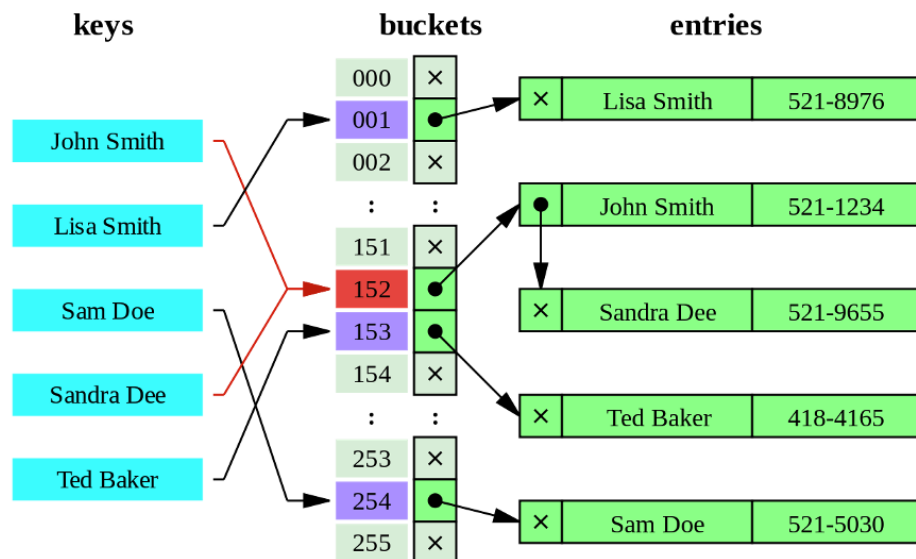 keys buckets entries
000 ×
001 × Lisa Smith 521-8976
John Smith
002 ×
: :
Lisa Smith
John Smith 521-1234
151 ×
152
Sam Doe
× Sandra Dee 521-9655
153
154 ×
Sandra Dee
: :
× Ted Baker 418-4165
253 ×
Ted Baker
254
× Sam Doe 521-5030
255 ×